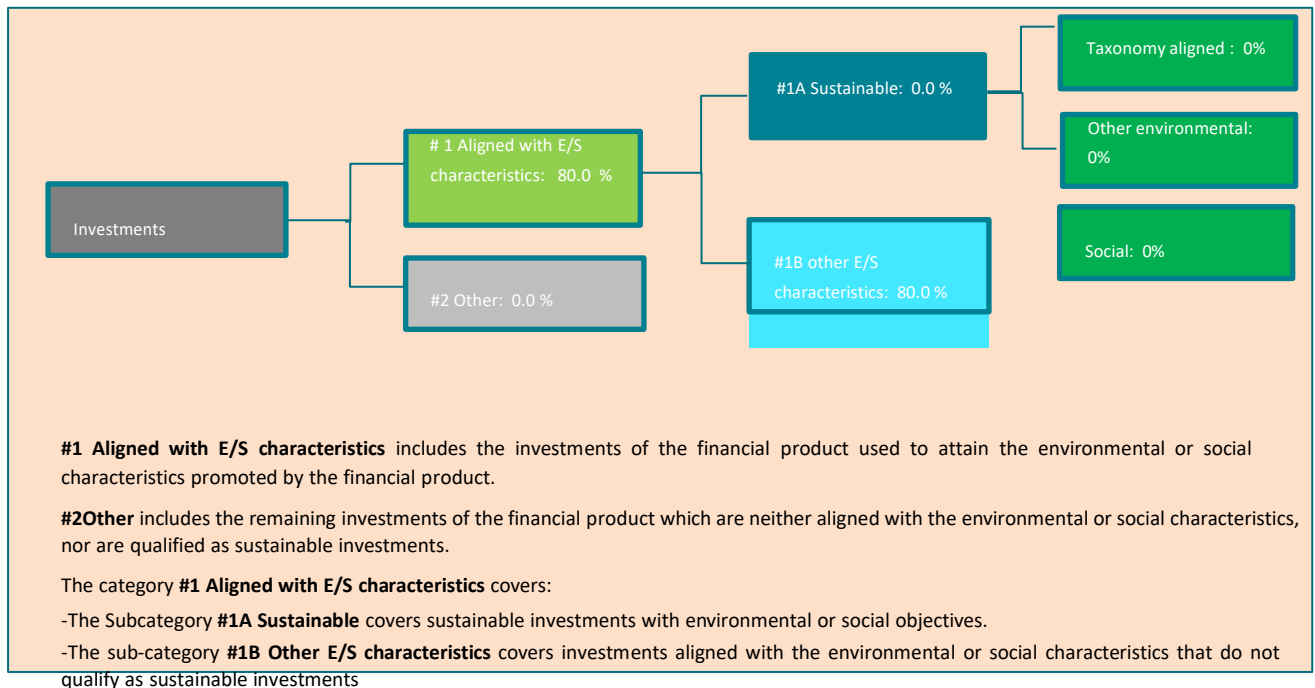 Investments
# 1 Aligned with E/S
characteristics: 80.0 %
#2 Other: 0.0 %
#1A Sustainable: 0.0 %
#1B other E/S
characteristics: 80.0 %
Taxonomy aligned : 0%
Other environmental:
0%
Social: 0%
#1 Aligned with E/S characteristics includes the investments of the financial product used to attain the environmental or social
characteristics promoted by the financial product.
#2Other includes the remaining investments of the financial product which are neither aligned with the environmental or social characteristics,
nor are qualified as sustainable investments.
The category #1 Aligned with E/S characteristics covers:
-The Subcategory #1A Sustainable covers sustainable investments with environmental or social objectives.
-The sub-category #1B Other E/S characteristics covers investments aligned with the environmental or social characteristics that do not
qualify as sustainable investments